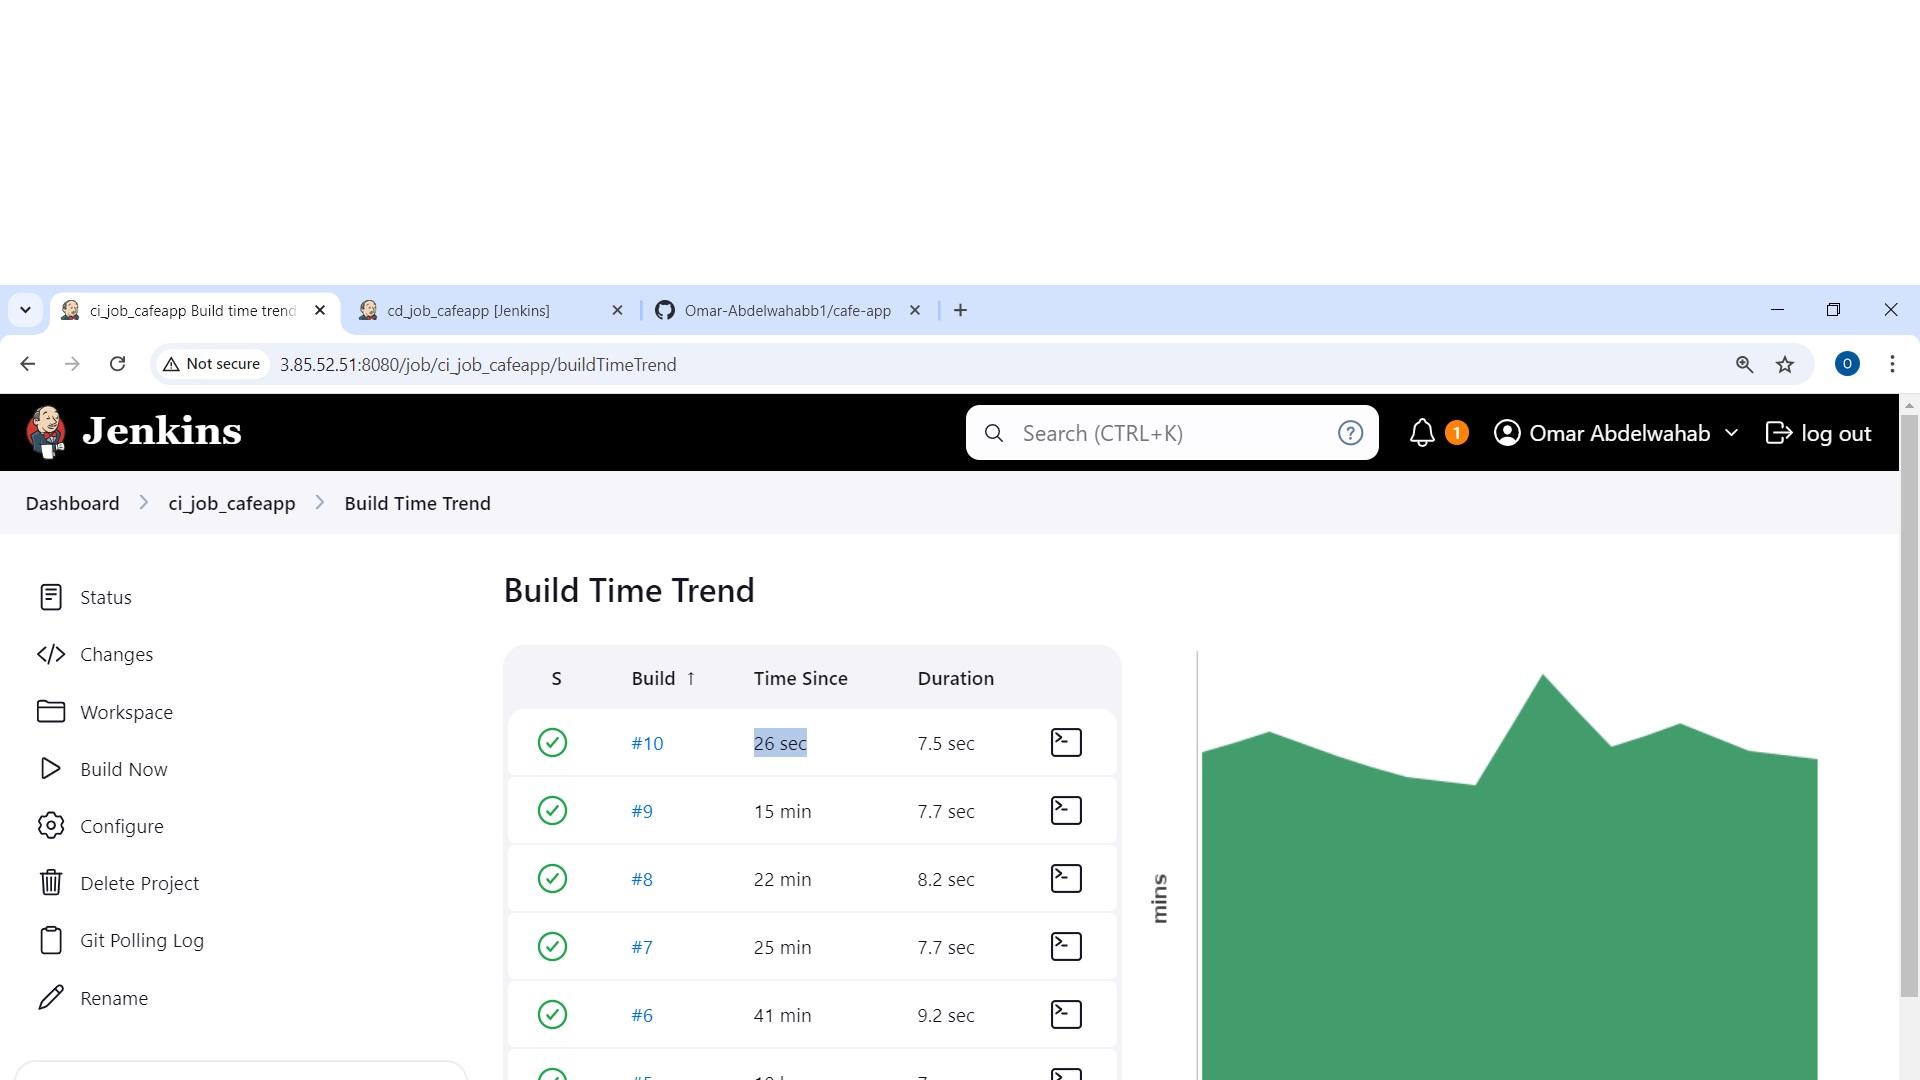 ci_job_cafeapp Build time trend
cd_job_cafeapp [Jenkins]
Omar-Abdelwahabb1/cafe-app
Not secure
3.85.52.51:8080/job/ci_job_cafeapp/buildTimeTrend
O
Jenkins
Search (CTRL+K)
?
1
Omar Abdelwahab
log out
Dashboard
ci_job_cafeapp
Build Time Trend
Status
Changes
Workspace
Build Now
Configure
Delete Project
Git Polling Log
Rename
Build Time Trend
S Build ↑ Time Since Duration
#10 26 sec 7.5 sec
#9 15 min 7.7 sec
#8 22 min 8.2 sec
#7 25 min 7.7 sec
#6 41 min 9.2 sec
mins